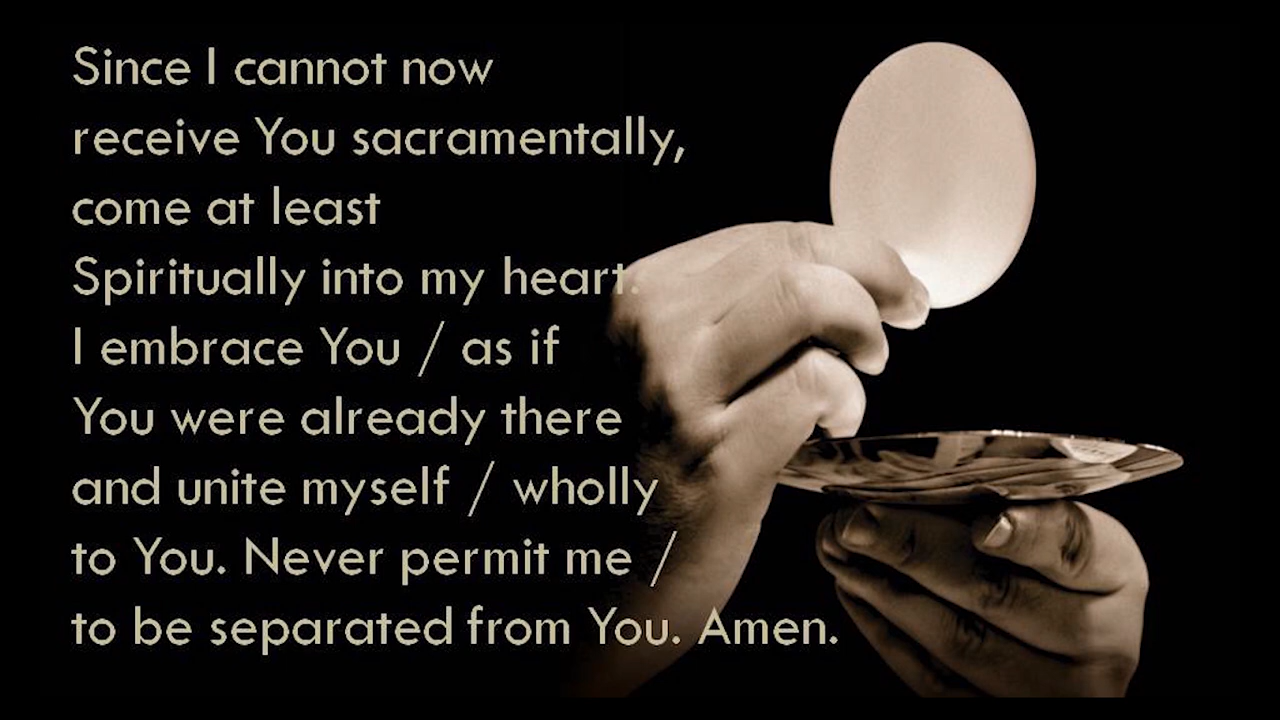 Since I cannot now
receive You sacramentally,
come at least
Spiritually into my heart.
I embrace You / as if
You were already there
and unite myself / wholly
to You. Never permit me /
to be separated from You. Amen.